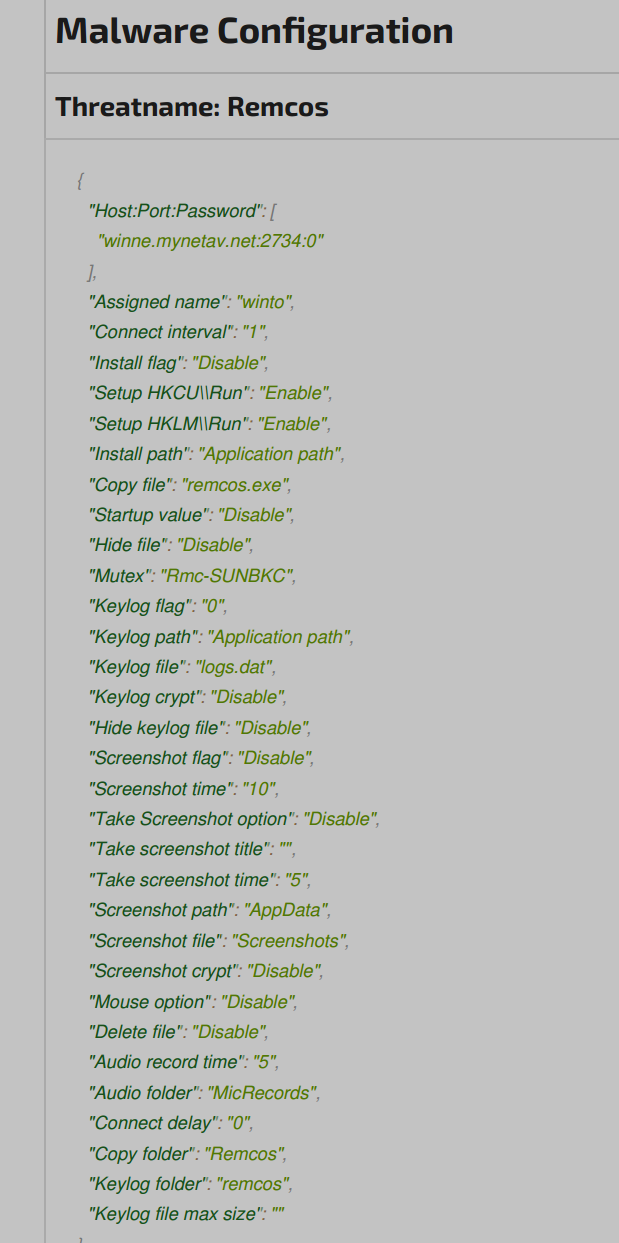 Malware Configuration
Threatname: Remcos
{
"Host:Port:Password": [
"winne.mynetav.net:2734:0"
],
"Assigned name": "winto",
"Connect interval": "1",
"Install flag": "Disable",
"Setup HKCU\\Run": "Enable",
"Setup HKLM\\Run": "Enable",
"Install path": "Application path",
"Copy file": "remcos.exe",
"Startup value": "Disable",
"Hide file": "Disable",
"Mutex": "Rmc-SUNBKC",
"Keylog flag": "0",
"Keylog path": "Application path",
"Keylog file": "logs.dat",
"Keylog crypt": "Disable",
"Hide keylog file": "Disable",
"Screenshot flag": "Disable",
"Screenshot time": "10",
"Take Screenshot option": "Disable",
"Take screenshot title": "",
"Take screenshot time": "5",
"Screenshot path": "AppData",
"Screenshot file": "Screenshots",
"Screenshot crypt": "Disable",
"Mouse option": "Disable",
"Delete file": "Disable",
"Audio record time": "5",
"Audio folder": "MicRecords",
"Connect delay": "0",
"Copy folder": "Remcos",
"Keylog folder": "remcos",
"Keylog file max size": ""